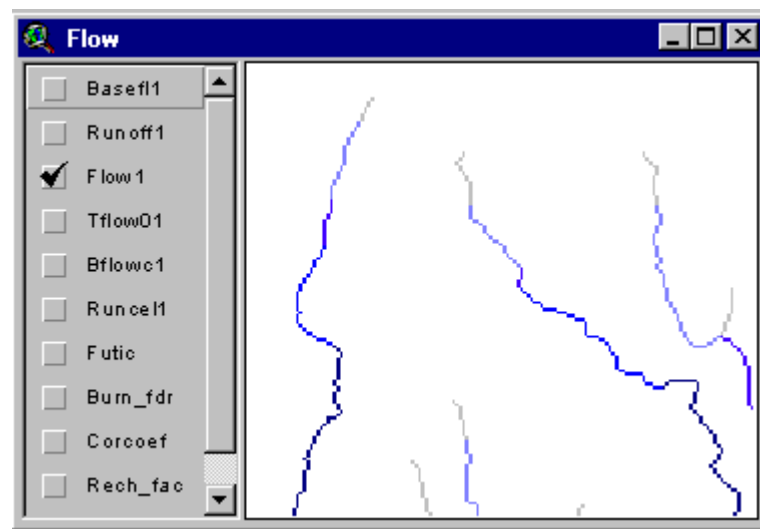 Flow
Basefl1
Runoff1
Flow1
Tflow01
Bflowc1
Runcel1
Futic
Burn_fdr
Corcoef
Rech_fac